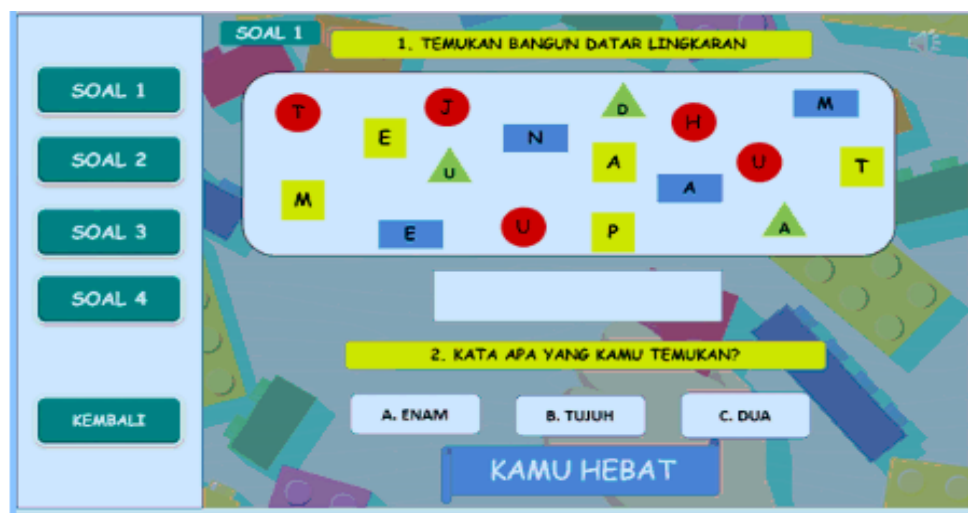 SOAL 1
SOAL 2
SOAL 3
SOAL 4
KEMBALI
SOAL 1
1. TEMUKAN BANGUN DATAR LINGKARAN
T J D H M
E N A U T
U
M A
E U P A
2. KATA APA YANG KAMU TEMUKAN?
A. ENAM B. TUJUH C. DUA
KAMU HEBAT